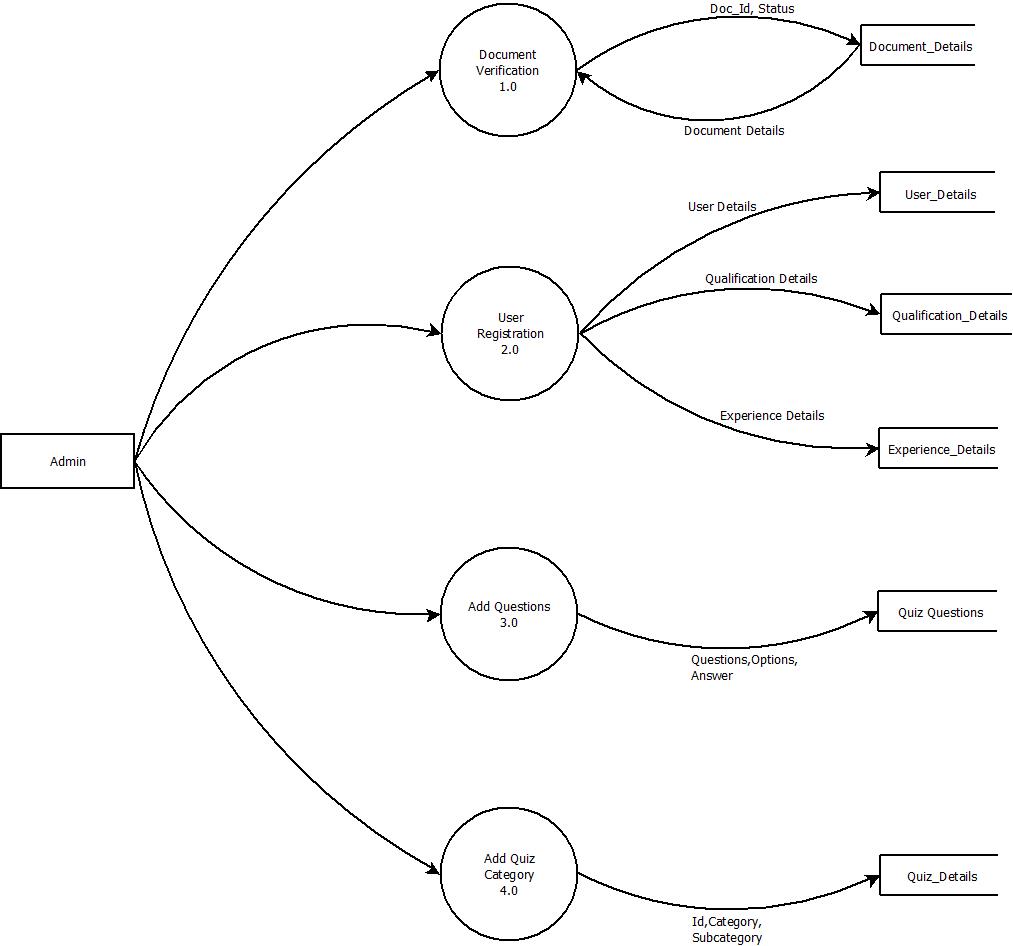 Doc_Id, Status
Document
Verification
1.0
Document_Details
Document Details
User Details
User_Details
Qualification Details
User
Registration
2.0
Qualification_Details
Experience Details
Experience_Details
Admin
Add Questions
3.0
Quiz Questions
Questions,Options,
Answer
Add Quiz
Category
4.0
Quiz_Details
Id,Category,
Subcategory